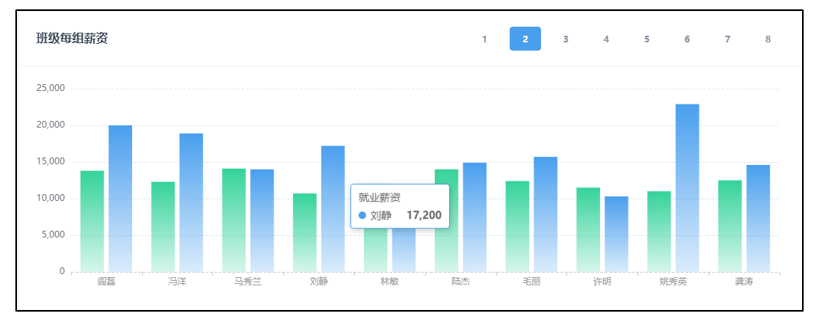 班级每组薪资
1 2 3 4 5 6 7 8
25,000
20,000
15,000
10,000
5,000
0
就业薪资
刘静 17,200
阎磊 冯洋 马秀兰 刘静 林敏 陆杰 毛丽 许明 姚秀英 龚涛